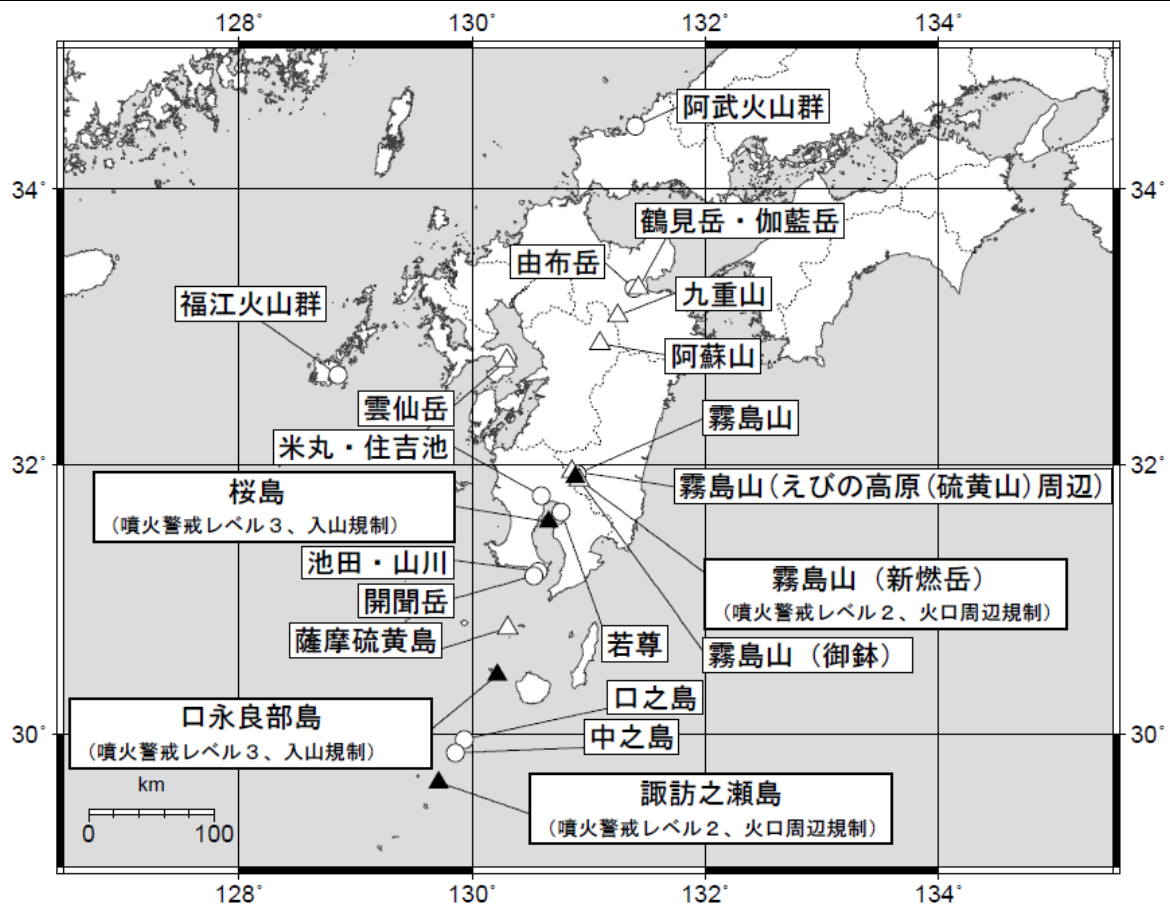 128° 130° 132° 134°
阿武火山群
34° 34°
鶴見岳・伽藍岳
由布岳
九重山
福江火山群
阿蘇山
雲仙岳
霧島山
米丸・住吉池
32° 32°
霧島山(えびの高原(硫黄山)周辺)
桜島
(噴火警戒レベル3、入山規制)
池田・山川
霧島山(新燃岳)
(噴火警戒レベル2、火口周辺規制)
開聞岳
薩摩硫黄島
若尊
霧島山(御鉢)
口之島
口永良部島
(噴火警戒レベル3、入山規制)
30° 30°
中之島
諏訪之瀬島
(噴火警戒レベル2、火口周辺規制)
km
0 100
128° 130° 132° 134°